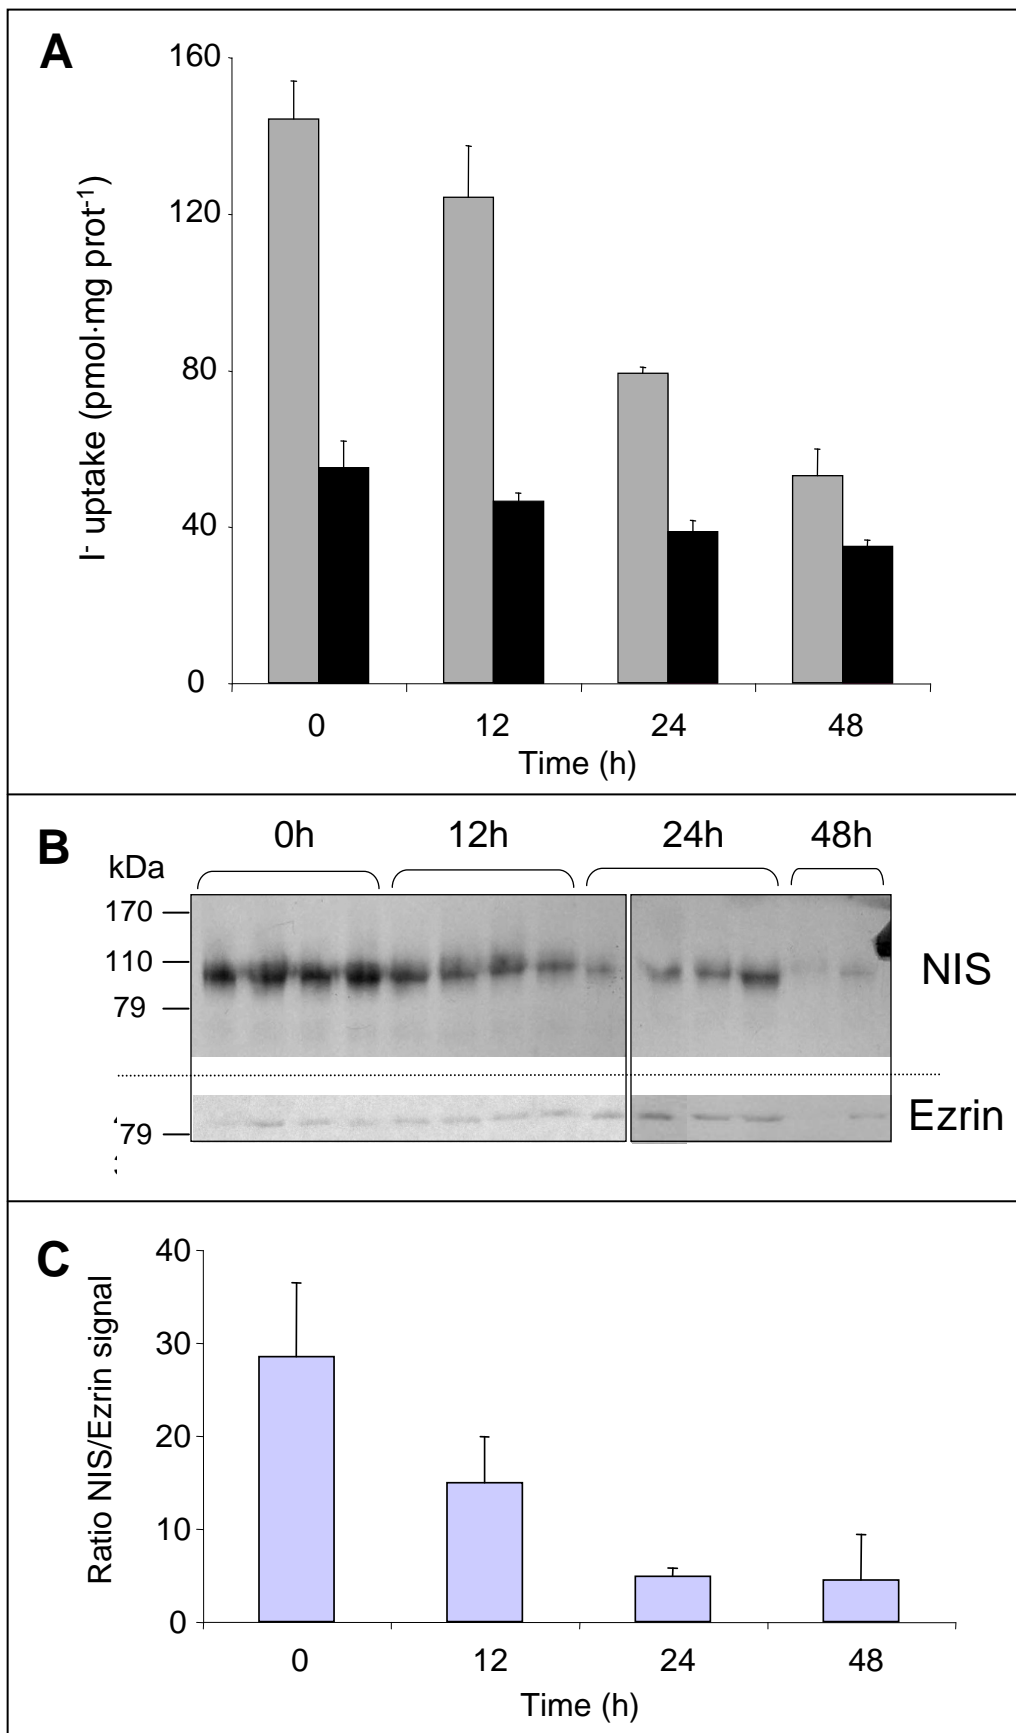 A
160
120
80
40
0
I- uptake (pmol·mg prot-1)
0 12 24 48
Time (h)
B
0h 12h 24h 48h
kDa
170
110
79
NIS
79
Ezrin
C
40
30
20
10
0
Ratio NIS/Ezrin signal
0 12 24 48
Time (h)